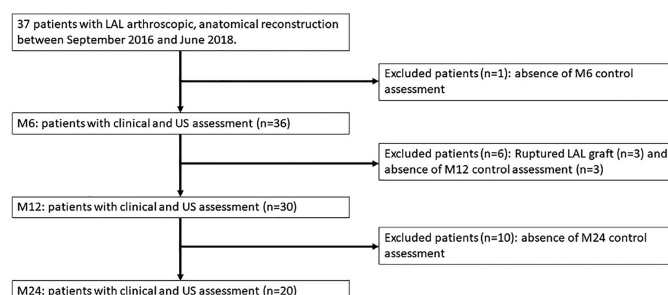 37 patients with LAL arthroscopic, anatomical reconstruction
between September 2016 and June 2018.
Excluded patients (n=1): absence of M6 control
assessment
M6: patients with clinical and US assessment (n=36)
Excluded patients (n=6): Ruptured LAL graft (n=3) and
absence of M12 control assessment (n=3)
M12: patients with clinical and US assessment (n=30)
Excluded patients (n=10): absence of M24 control
assessment
M24: patients with clinical and US assessment (n=20)